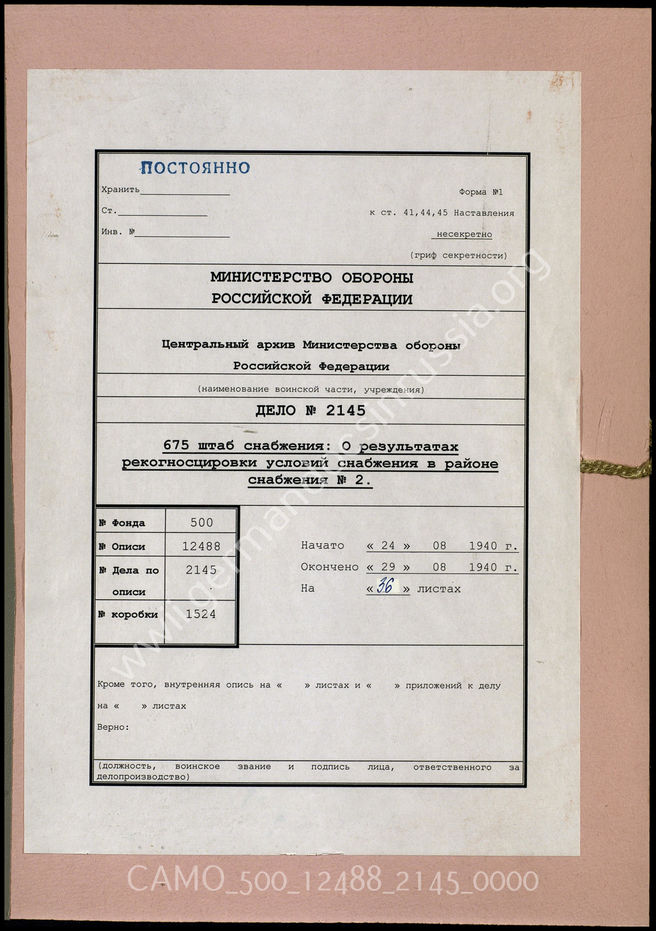 ПОСТОЯННО
Хранить
Форма №1
Ст.
к ст. 41,44,45 Наставления
Инв. №
несекретно
(гриф секретности)
МИНИСТЕРСТВО ОБОРОНЫ
РОССИЙСКОЙ ФЕДЕРАЦИИ
Центральный архив Министерства обороны
Российской Федерации
(наименование воинской части, учреждения)
ДЕЛО № 2145
675 штаб снабжения: О результатах
рекогносцировки условий снабжения в районе
снабжения № 2.
№ Фонда 500
№ Описи 12488
№ Дела по описи 2145
№ коробки 1524
Начато « 24 » 08 1940 г.
Окончено « 29 » 08 1940 г.
На « 36 » листах
Кроме того, внутренняя опись на « » листах и « » приложений к делу
на « » листах
Верно:
(должность, воинское звание и подпись лица, ответственного за
делопроизводство)
www.germandocsinrussia.org
CAMO_500_12488_2145_0000